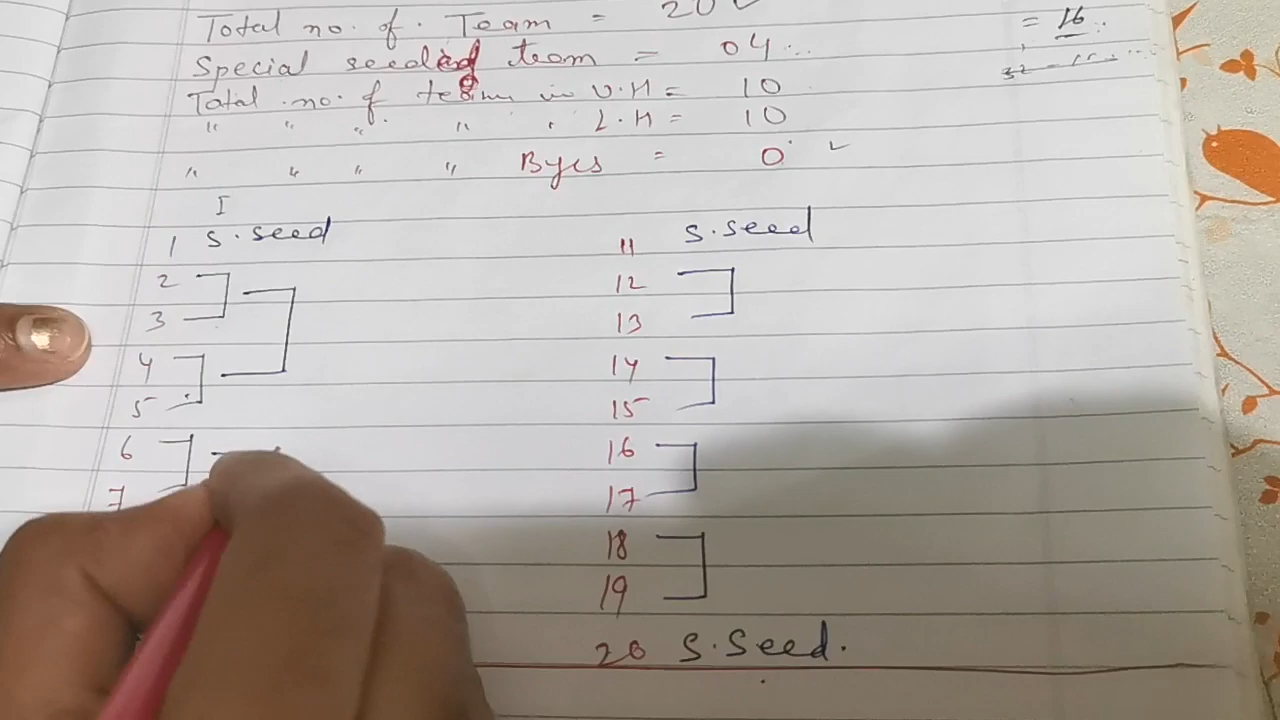 Total no. of. Team = 20 ✓
= 16
Special seeded team = 04...
Total no. of team in U.H = 10
" " " " " L.H = 10
" " " " Byes = 0 ✓
I
1 S. seed
2
3
4
5
6
7
11 S. seed
12
13
14
15
16
17
18
19
20 S. Seed.